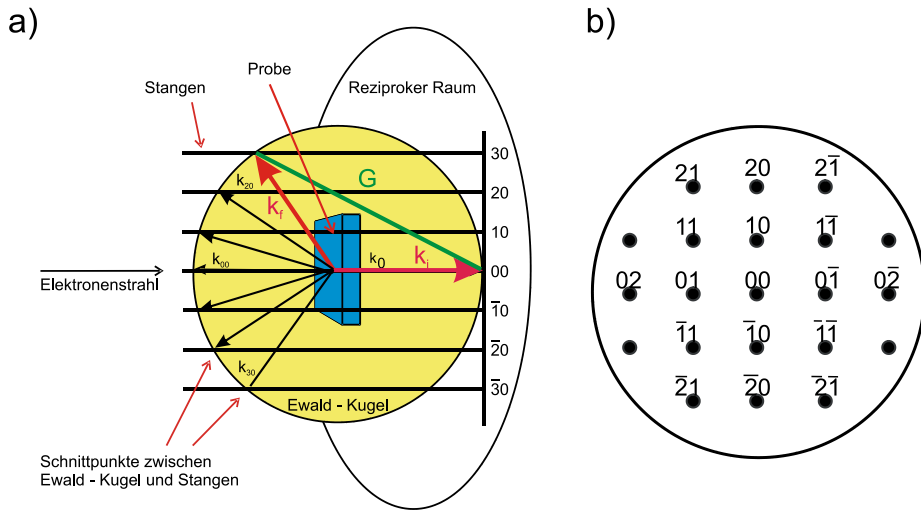 a)
b)
Probe
Stangen
Reziproker Raum
30
k₂₀
G
20
k_f
10
k₀₀
k₀
k_i
00
Elektronenstrahl
1̅0
2̅0
k₃₀
3̅0
Ewald - Kugel
Schnittpunkte zwischen
Ewald - Kugel und Stangen
21 20 21̅
11 10 11̅
02 01 00 01̅ 02̅
1̅1 1̅0 1̅1̅
2̅1 2̅0 2̅1̅